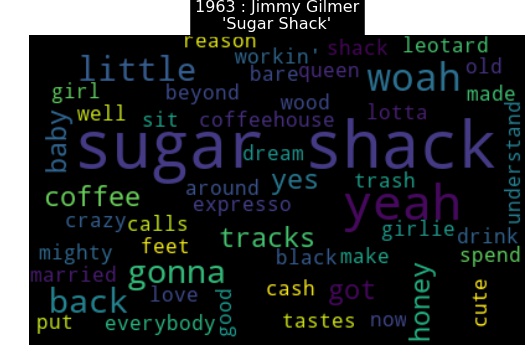 1963 : Jimmy Gilmer
'Sugar Shack'
reason
workin'
shack
leotard
little
bare
queen
woah
old
girl
beyond
wood
made
well
sit
coffeehouse
lotta
baby
sugar shack
understand
dream
yes
trash
coffee
around
expresso
yeah
crazy
calls
girlie
drink
feet
tracks
mighty
black
make
spend
married
gonna
back
love
good
cash
got
honey
cute
put
everybody
tastes
now